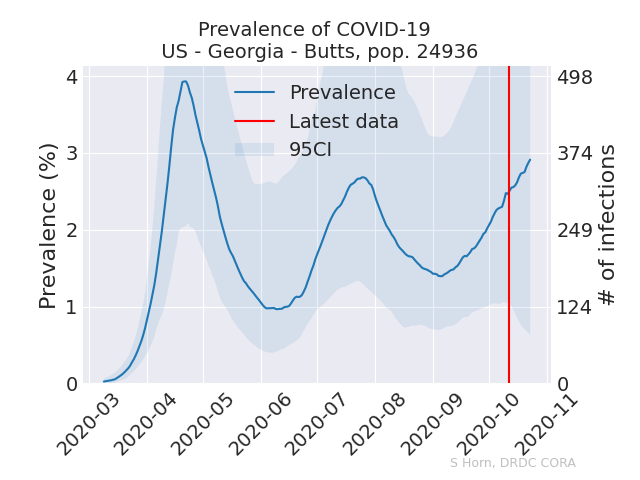 Prevalence of COVID-19
US - Georgia - Butts, pop. 24936
Prevalence
Latest data
95CI
Prevalence (%)
4
3
2
1
0
498
374
249
124
0
# of infections
2020-03
2020-04
2020-05
2020-06
2020-07
2020-08
2020-09
2020-10
2020-11
S Horn, DRDC CORA